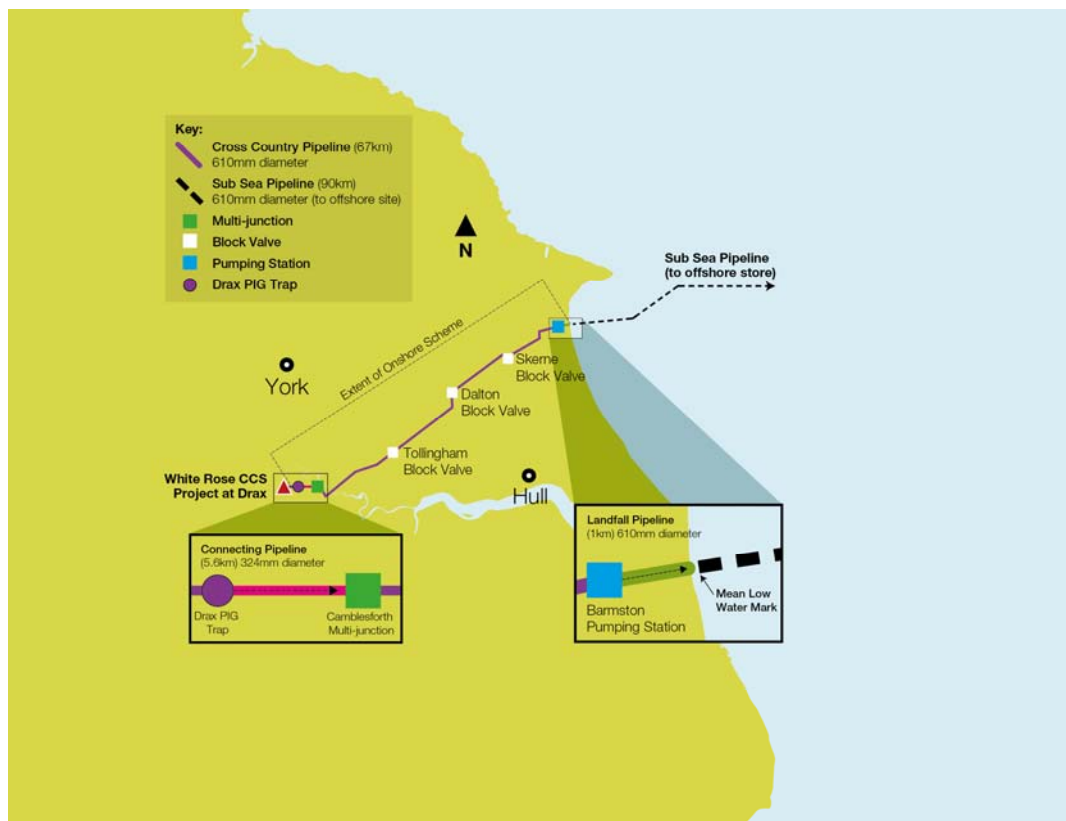 Key:
Cross Country Pipeline (67km)
610mm diameter
Sub Sea Pipeline (90km)
610mm diameter (to offshore site)
Multi-junction
Block Valve
Pumping Station
Drax PIG Trap
N
Sub Sea Pipeline
(to offshore store)
Extent of Onshore Scheme
York
Skerne
Block Valve
Dalton
Block Valve
Tollingham
Block Valve
White Rose CCS
Project at Drax
Hull
Connecting Pipeline
(5.6km) 324mm diameter
Drax PIG
Trap
Camblesforth
Multi-junction
Landfall Pipeline
(1km) 610mm diameter
Mean Low
Water Mark
Barmston
Pumping Station